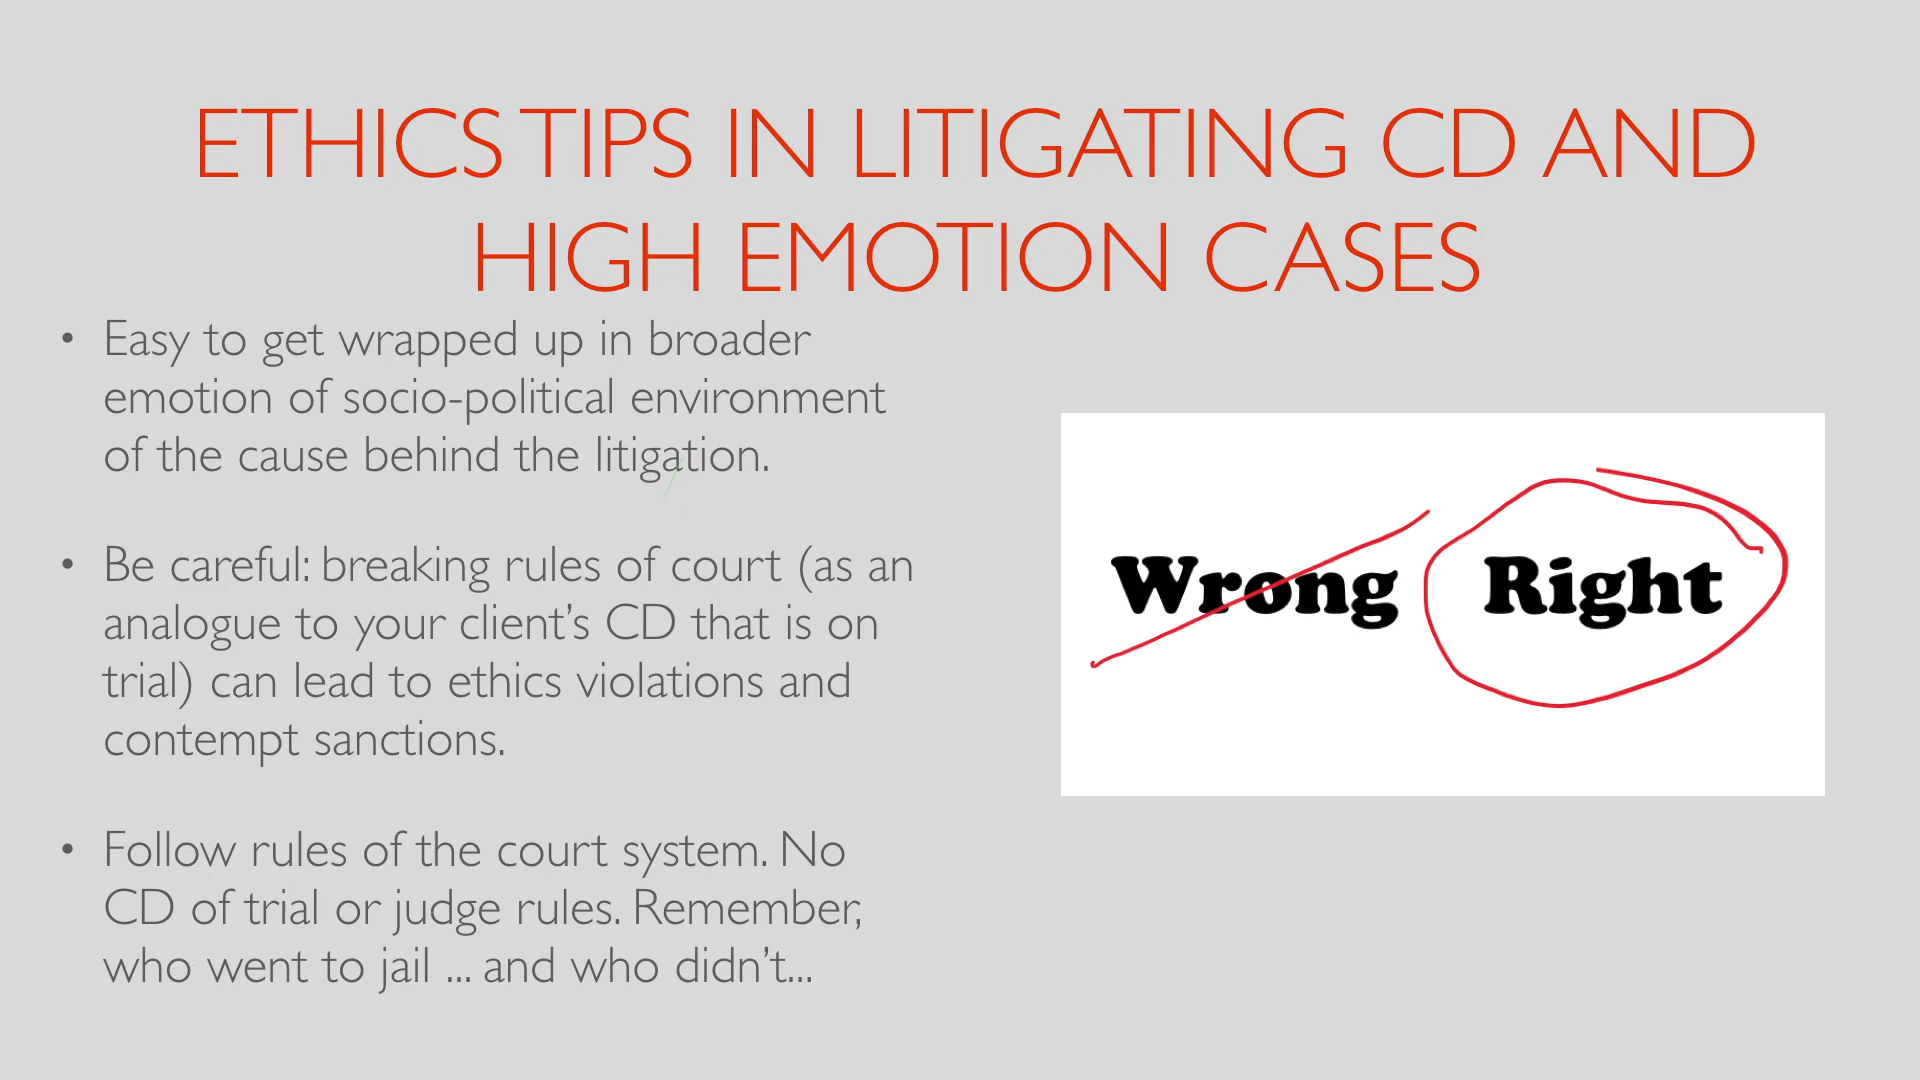 ETHICS TIPS IN LITIGATING CD AND
HIGH EMOTION CASES
• Easy to get wrapped up in broader
emotion of socio-political environment
of the cause behind the litigation.
• Be careful: breaking rules of court (as an
analogue to your client’s CD that is on
trial) can lead to ethics violations and
contempt sanctions.
• Follow rules of the court system. No
CD of trial or judge rules. Remember,
who went to jail ... and who didn’t...
Wrong Right